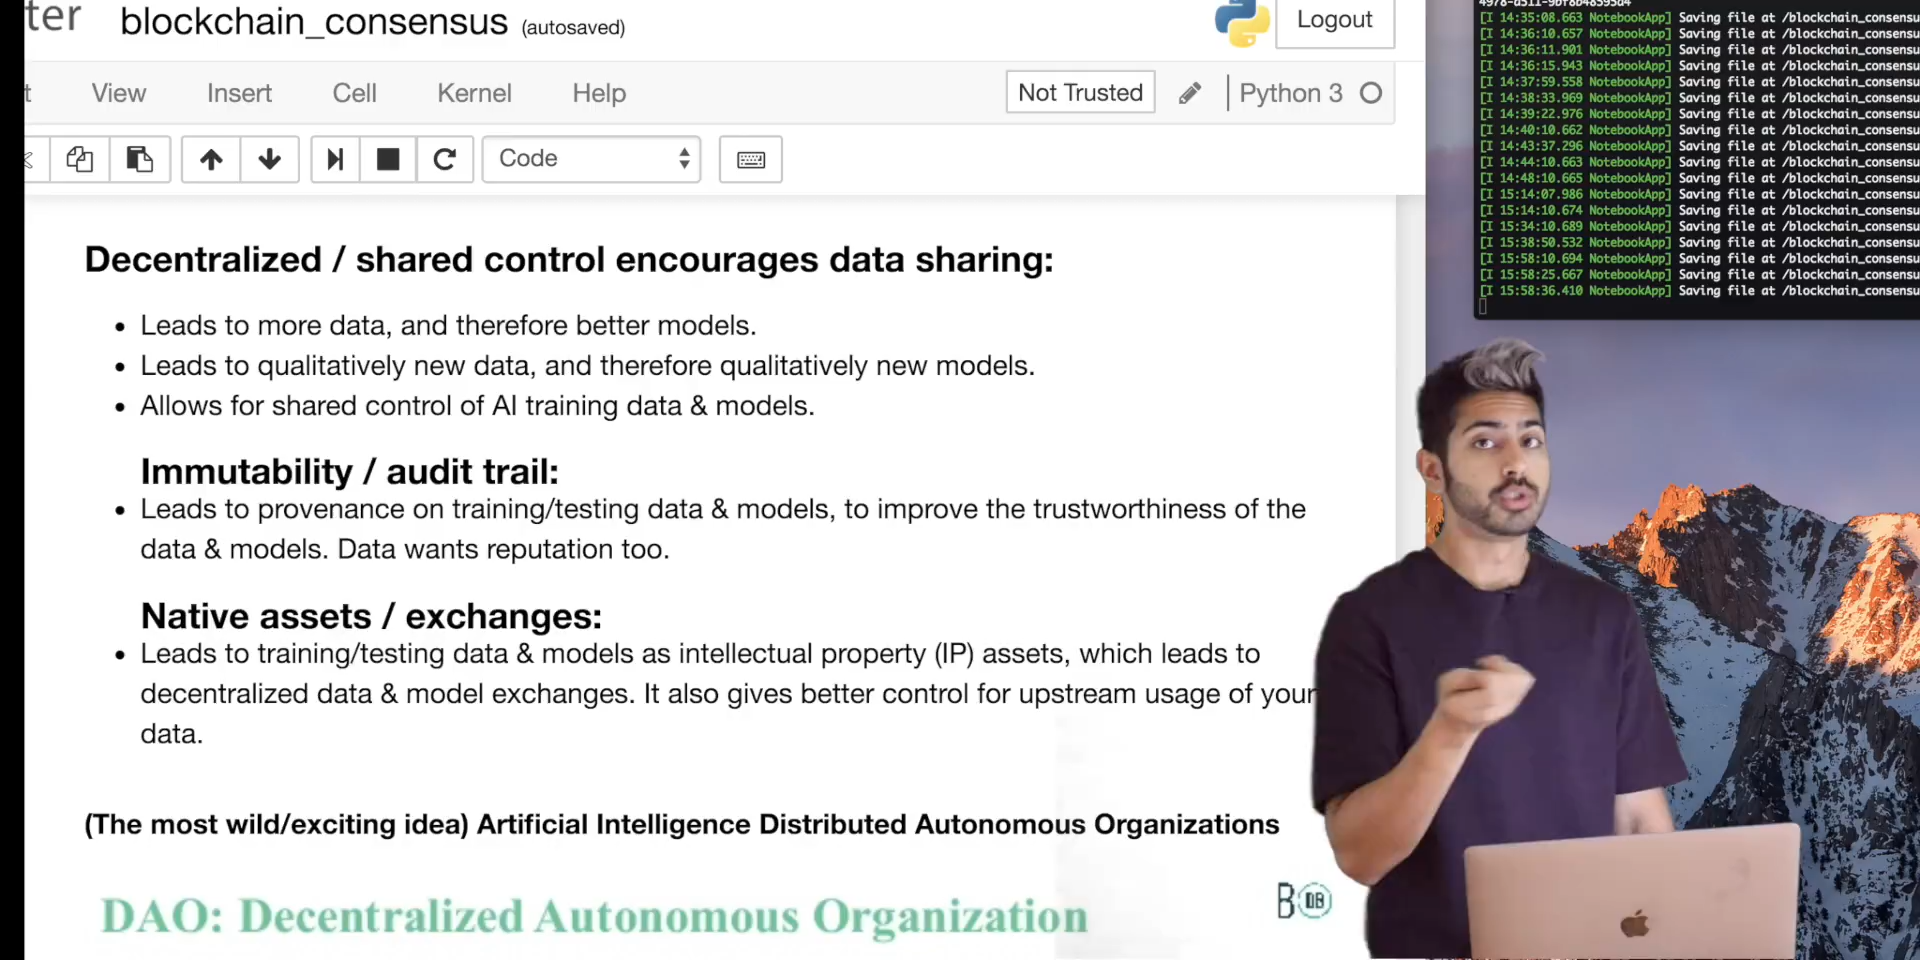 ter blockchain_consensus (autosaved) Logout
t View Insert Cell Kernel Help Not Trusted Python 3
Code
Decentralized / shared control encourages data sharing:
• Leads to more data, and therefore better models.
• Leads to qualitatively new data, and therefore qualitatively new models.
• Allows for shared control of AI training data & models.
Immutability / audit trail:
• Leads to provenance on training/testing data & models, to improve the trustworthiness of the
data & models. Data wants reputation too.
Native assets / exchanges:
• Leads to training/testing data & models as intellectual property (IP) assets, which leads to
decentralized data & model exchanges. It also gives better control for upstream usage of your
data.
(The most wild/exciting idea) Artificial Intelligence Distributed Autonomous Organizations
DAO: Decentralized Autonomous Organization
B DB
[I 14:35:08.663 NotebookApp] Saving file at /blockchain_consensu
[I 14:36:10.657 NotebookApp] Saving file at /blockchain_consensu
[I 14:36:11.901 NotebookApp] Saving file at /blockchain_consensu
[I 14:36:15.943 NotebookApp] Saving file at /blockchain_consensu
[I 14:37:59.558 NotebookApp] Saving file at /blockchain_consensu
[I 14:38:33.969 NotebookApp] Saving file at /blockchain_consensu
[I 14:39:22.976 NotebookApp] Saving file at /blockchain_consensu
[I 14:40:10.662 NotebookApp] Saving file at /blockchain_consensu
[I 14:43:37.296 NotebookApp] Saving file at /blockchain_consensu
[I 14:44:10.663 NotebookApp] Saving file at /blockchain_consensu
[I 14:48:10.665 NotebookApp] Saving file at /blockchain_consensu
[I 15:14:07.986 NotebookApp] Saving file at /blockchain_consensu
[I 15:14:10.674 NotebookApp] Saving file at /blockchain_consensu
[I 15:34:10.689 NotebookApp] Saving file at /blockchain_consensu
[I 15:38:50.532 NotebookApp] Saving file at /blockchain_consensu
[I 15:58:10.694 NotebookApp] Saving file at /blockchain_consensu
[I 15:58:25.667 NotebookApp] Saving file at /blockchain_consensu
[I 15:58:36.410 NotebookApp] Saving file at /blockchain_consensu